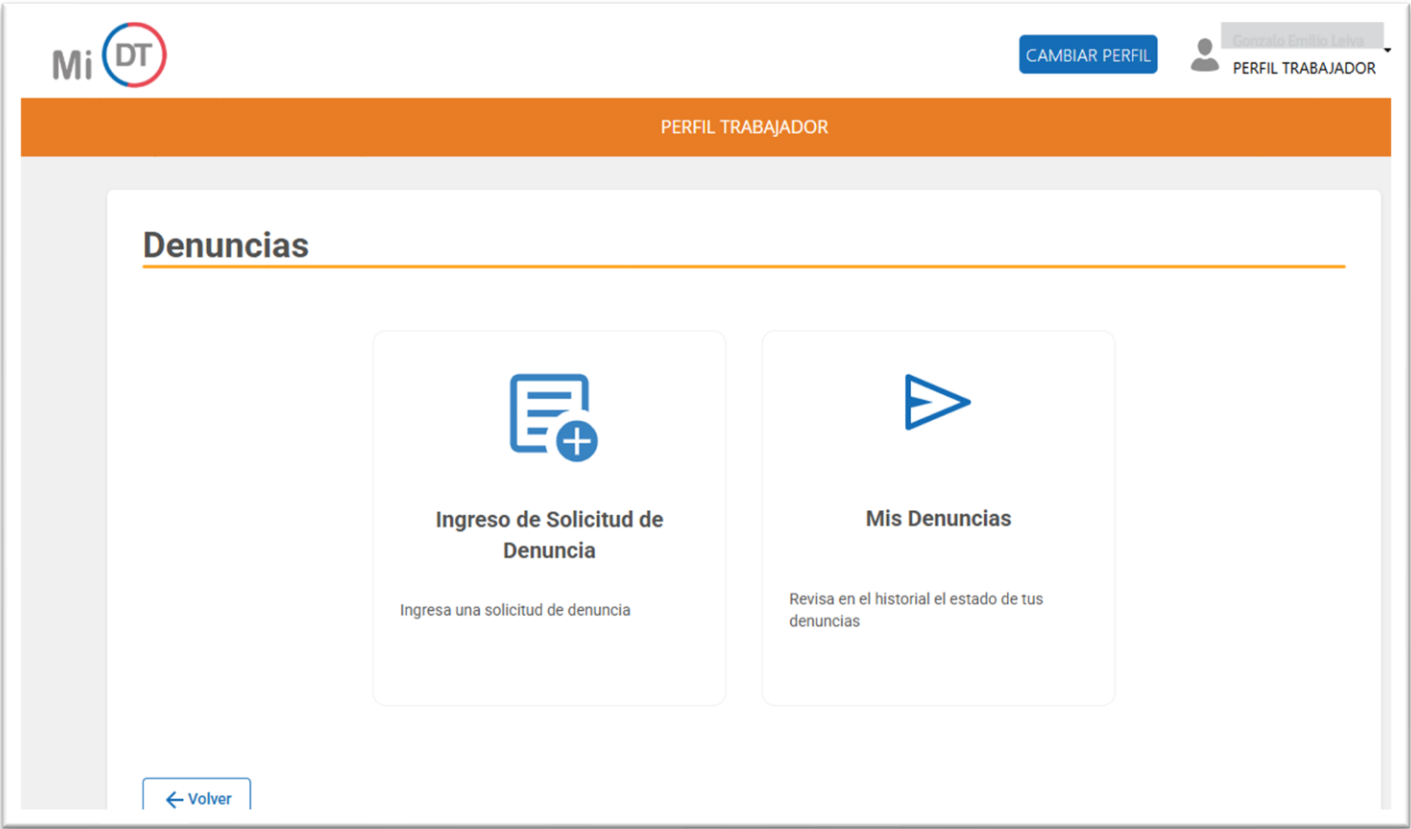 Mi DT
CAMBIAR PERFIL
PERFIL TRABAJADOR
PERFIL TRABAJADOR
Denuncias
Ingreso de Solicitud de
Denuncia
Ingresa una solicitud de denuncia
Mis Denuncias
Revisa en el historial el estado de tus
denuncias
Volver